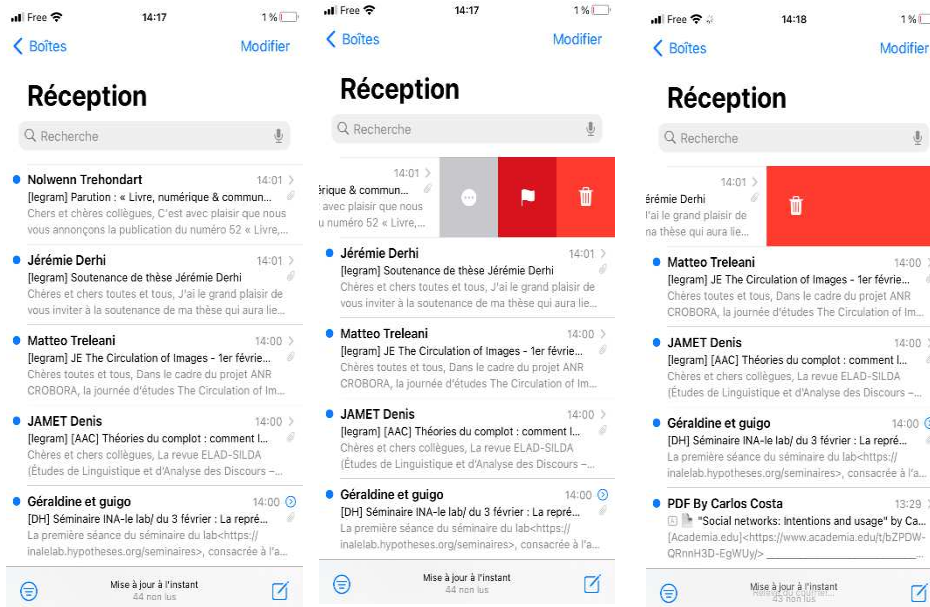 Free 14:17 1 %
Boîtes Modifier
Réception
Recherche
Nolwenn Trehondart 14:01
[legram] Parution : « Livre, numérique & commun...
Chers et chères collègues, C'est avec plaisir que nous
vous annonçons la publication du numéro 52 « Livre,...
Jérémie Derhi 14:01
[legram] Soutenance de thèse Jérémie Derhi
Chères et chers toutes et tous, J'ai le grand plaisir de
vous inviter à la soutenance de ma thèse qui aura lie...
Matteo Treleani 14:00
[legram] JE The Circulation of Images - 1er févrie...
Chères toutes et tous, Dans le cadre du projet ANR
CROBORA, la journée d'études The Circulation of Im...
JAMET Denis 14:00
[legram] [AAC] Théories du complot : comment l...
Chères et chers collègues, La revue ELAD-SILDA
(Études de Linguistique et d'Analyse des Discours –...
Géraldine et guigo 14:00
[DH] Séminaire INA-le lab/ du 3 février : La repré...
La première séance du séminaire du lab<https://
inalelab.hypotheses.org/seminaires>, consacrée à l'a...
Mise à jour à l'instant
44 non lus
Free 14:17 1 %
Boîtes Modifier
Réception
Recherche
14:01
érique & commun...
avec plaisir que nous
u numéro 52 « Livre,...
Jérémie Derhi 14:01
[legram] Soutenance de thèse Jérémie Derhi
Chères et chers toutes et tous, J'ai le grand plaisir de
vous inviter à la soutenance de ma thèse qui aura lie...
Matteo Treleani 14:00
[legram] JE The Circulation of Images - 1er févrie...
Chères toutes et tous, Dans le cadre du projet ANR
CROBORA, la journée d'études The Circulation of Im...
JAMET Denis 14:00
[legram] [AAC] Théories du complot : comment l...
Chères et chers collègues, La revue ELAD-SILDA
(Études de Linguistique et d'Analyse des Discours –...
Géraldine et guigo 14:00
[DH] Séminaire INA-le lab/ du 3 février : La repré...
La première séance du séminaire du lab<https://
inalelab.hypotheses.org/seminaires>, consacrée à l'a...
Mise à jour à l'instant
44 non lus
Free 14:18 1 %
Boîtes Modifier
Réception
Recherche
14:01
érémie Derhi
J'ai le grand plaisir de
na thèse qui aura lie...
Matteo Treleani 14:00
[legram] JE The Circulation of Images - 1er févrie...
Chères toutes et tous, Dans le cadre du projet ANR
CROBORA, la journée d'études The Circulation of Im...
JAMET Denis 14:00
[legram] [AAC] Théories du complot : comment l...
Chères et chers collègues, La revue ELAD-SILDA
(Études de Linguistique et d'Analyse des Discours –...
Géraldine et guigo 14:00
[DH] Séminaire INA-le lab/ du 3 février : La repré...
La première séance du séminaire du lab<https://
inalelab.hypotheses.org/seminaires>, consacrée à l'a...
PDF By Carlos Costa 13:29
"Social networks: Intentions and usage" by Ca...
[Academia.edu]<https://www.academia.edu/t/bZPDW-
QRnnH3D-EgWUy/>
Mise à jour à l'instant
43 non lus